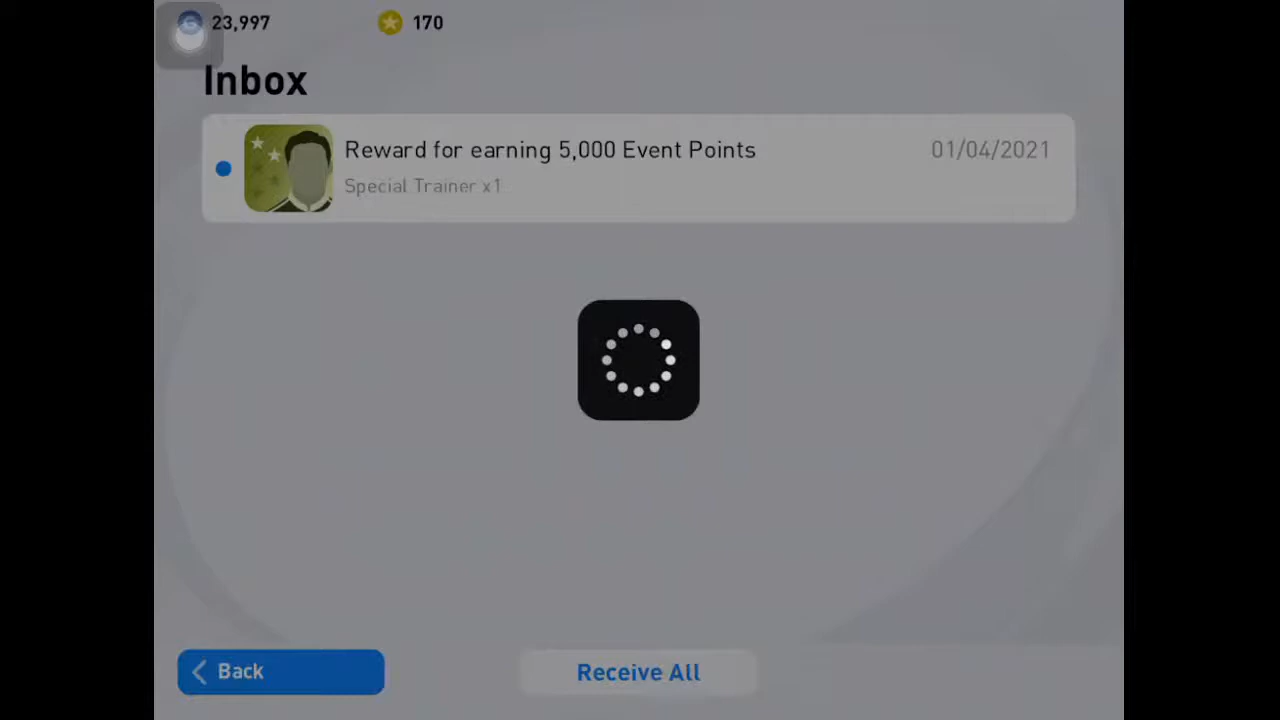 23,997 170
Inbox
Reward for earning 5,000 Event Points 01/04/2021
Special Trainer x1
Back
Receive All